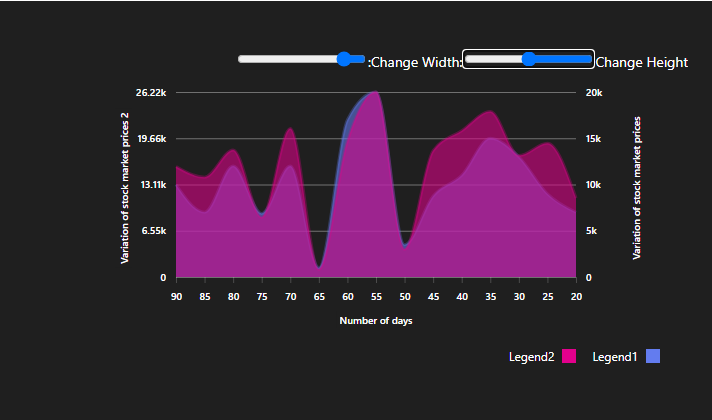 :Change Width:
Change Height
26.22k
19.66k
13.11k
6.55k
0
Variation of stock market prices 2
20k
15k
10k
5k
0
Variation of stock market prices
90 85 80 75 70 65 60 55 50 45 40 35 30 25 20
Number of days
Legend2 Legend1